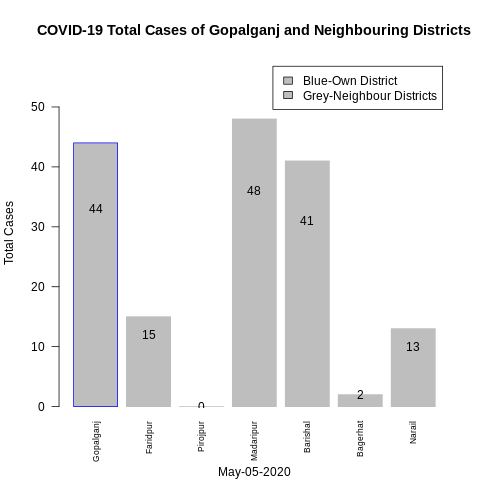 COVID-19 Total Cases of Gopalganj and Neighbouring Districts
Blue-Own District
Grey-Neighbour Districts
Total Cases
50
40
30
20
10
0
44
15
0
48
41
2
13
Gopalganj
Faridpur
Pirojpur
Madaripur
Barishal
Bagerhat
Narail
May-05-2020